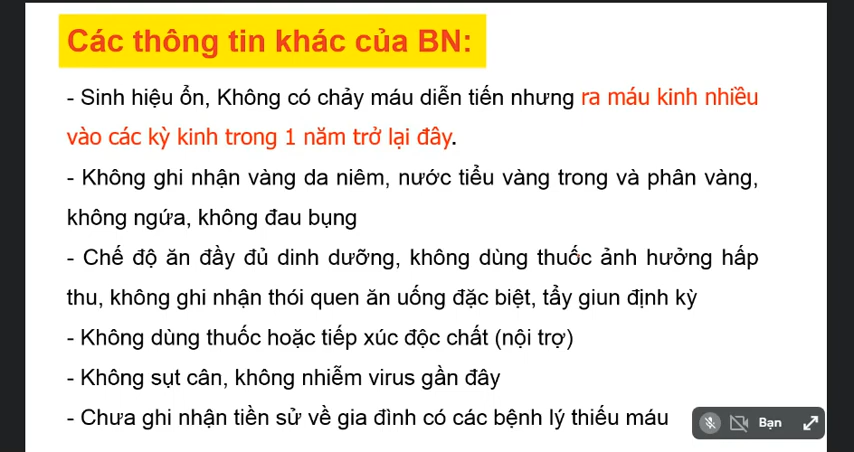 Các thông tin khác của BN:
- Sinh hiệu ổn, Không có chảy máu diễn tiến nhưng ra máu kinh nhiều
vào các kỳ kinh trong 1 năm trở lại đây.
- Không ghi nhận vàng da niêm, nước tiểu vàng trong và phân vàng,
không ngứa, không đau bụng
- Chế độ ăn đầy đủ dinh dưỡng, không dùng thuốc ảnh hưởng hấp
thu, không ghi nhận thói quen ăn uống đặc biệt, tẩy giun định kỳ
- Không dùng thuốc hoặc tiếp xúc độc chất (nội trợ)
- Không sụt cân, không nhiễm virus gần đây
- Chưa ghi nhận tiền sử về gia đình có các bệnh lý thiếu máu
Bạn